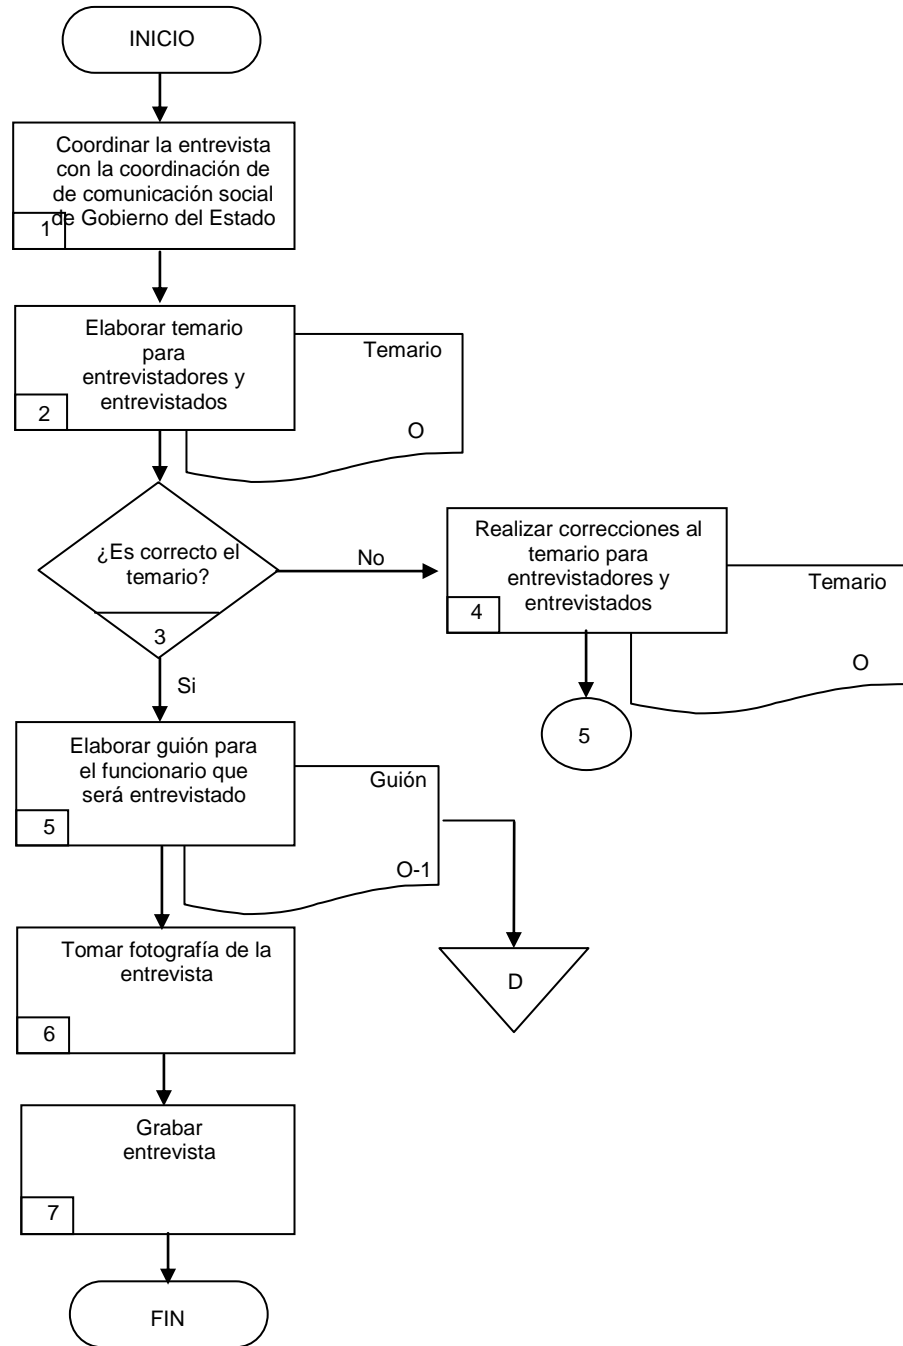 INICIO
Coordinar la entrevista
con la coordinación de
de comunicación social
de Gobierno del Estado
1
Elaborar temario
para
entrevistadores y
entrevistados
2
Temario
O
¿Es correcto el
temario?
3
No
Si
Realizar correcciones al
temario para
entrevistadores y
entrevistados
4
Temario
O
5
Elaborar guión para
el funcionario que
será entrevistado
5
Guión
O-1
D
Tomar fotografía de la
entrevista
6
Grabar
entrevista
7
FIN